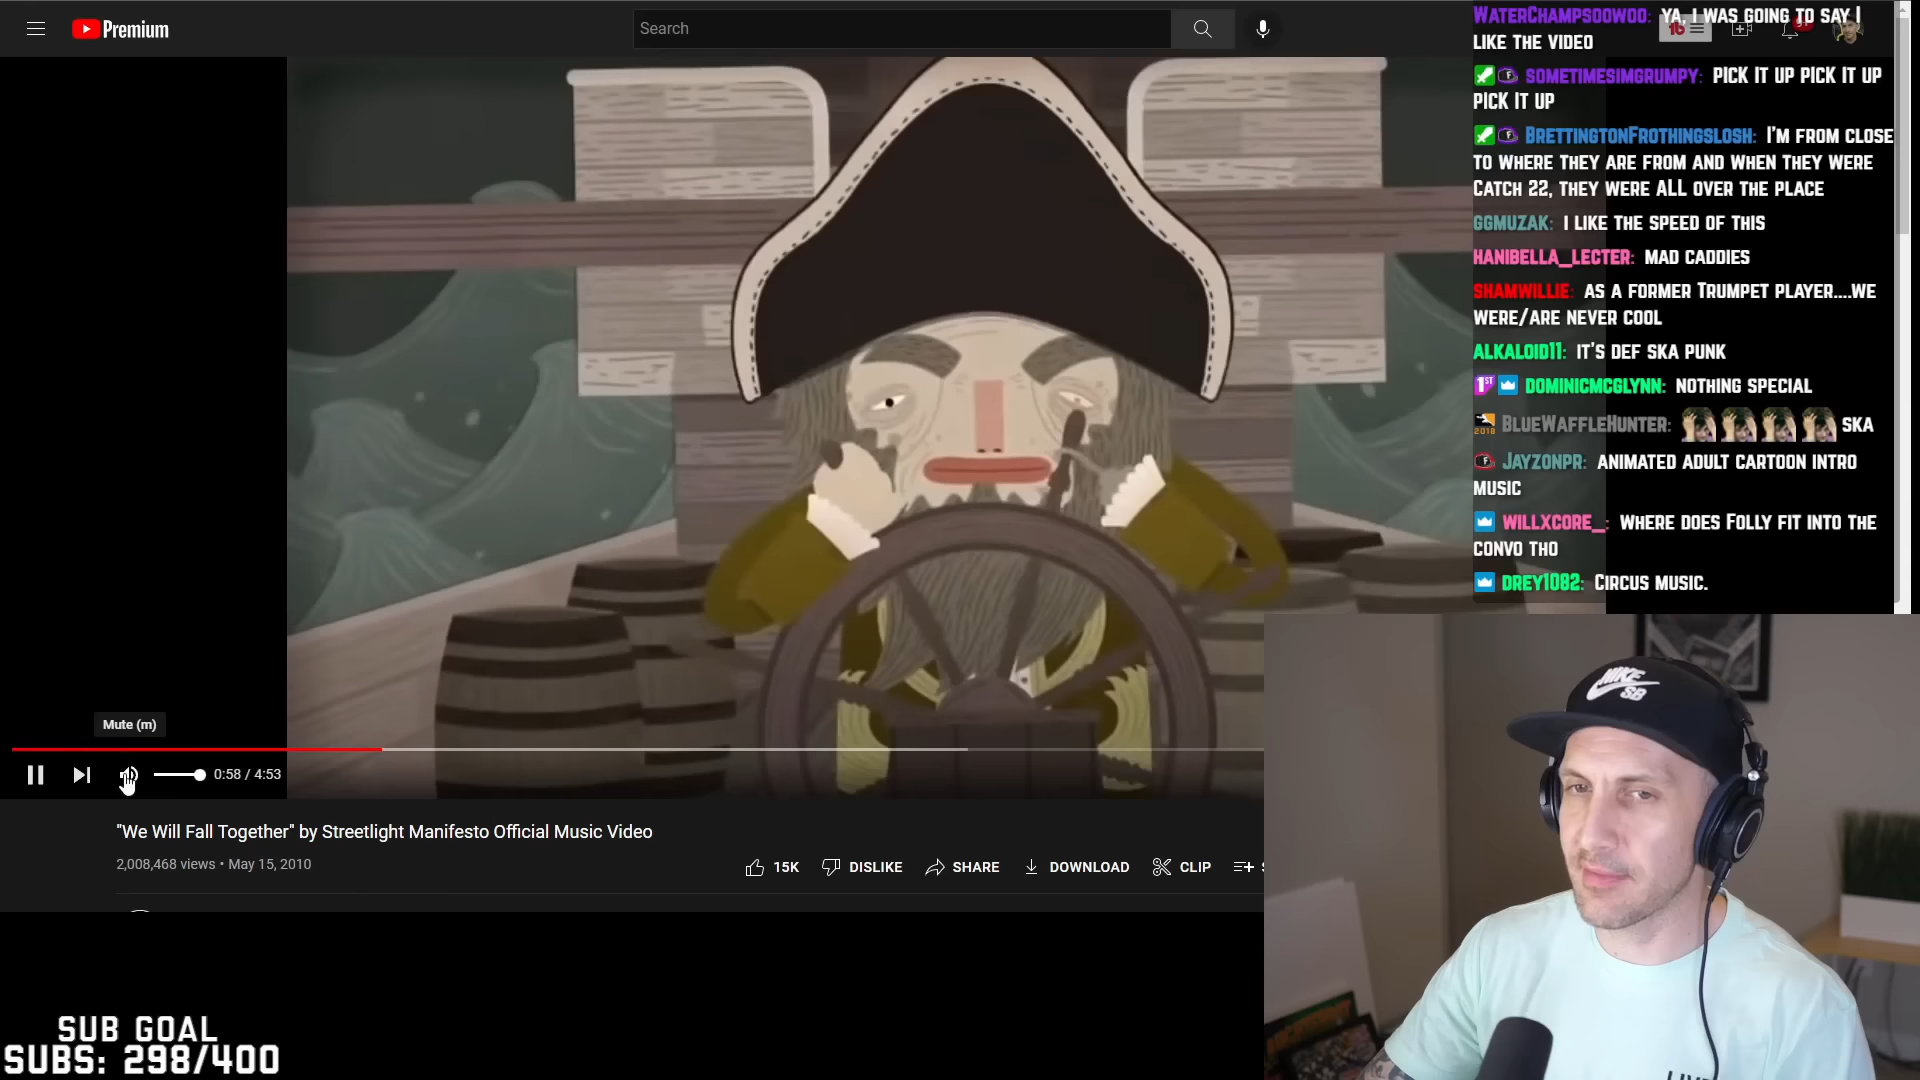 Premium
Search
WaterChampsoowoo: Ya, I was going to say I
like the video
sometimesimgrumpy: PICK IT UP PICK IT UP
PICK IT UP
BrettingtonFrothingslosh: I'm from close
to where they are from and when they were
Catch 22, they were ALL over the place
ggmuzak: i like the speed of this
hanibella_lecter: mad caddies
shamwillie: as a former Trumpet player....we
were/are never cool
alkaloid11: it's def ska punk
1ST dominicmcglynn: nothing special
2018 BlueWaffleHunter: SKA
Jayzonpr: animated adult cartoon intro
music
willxcore_: where does Folly fit into the
convo tho
drey1082: Circus music.
Mute (m)
0:58 / 4:53
"We Will Fall Together" by Streetlight Manifesto Official Music Video
2,008,468 views • May 15, 2010
15K
DISLIKE
SHARE
DOWNLOAD
CLIP
NIKE
SB
SUB GOAL
SUBS: 298/400